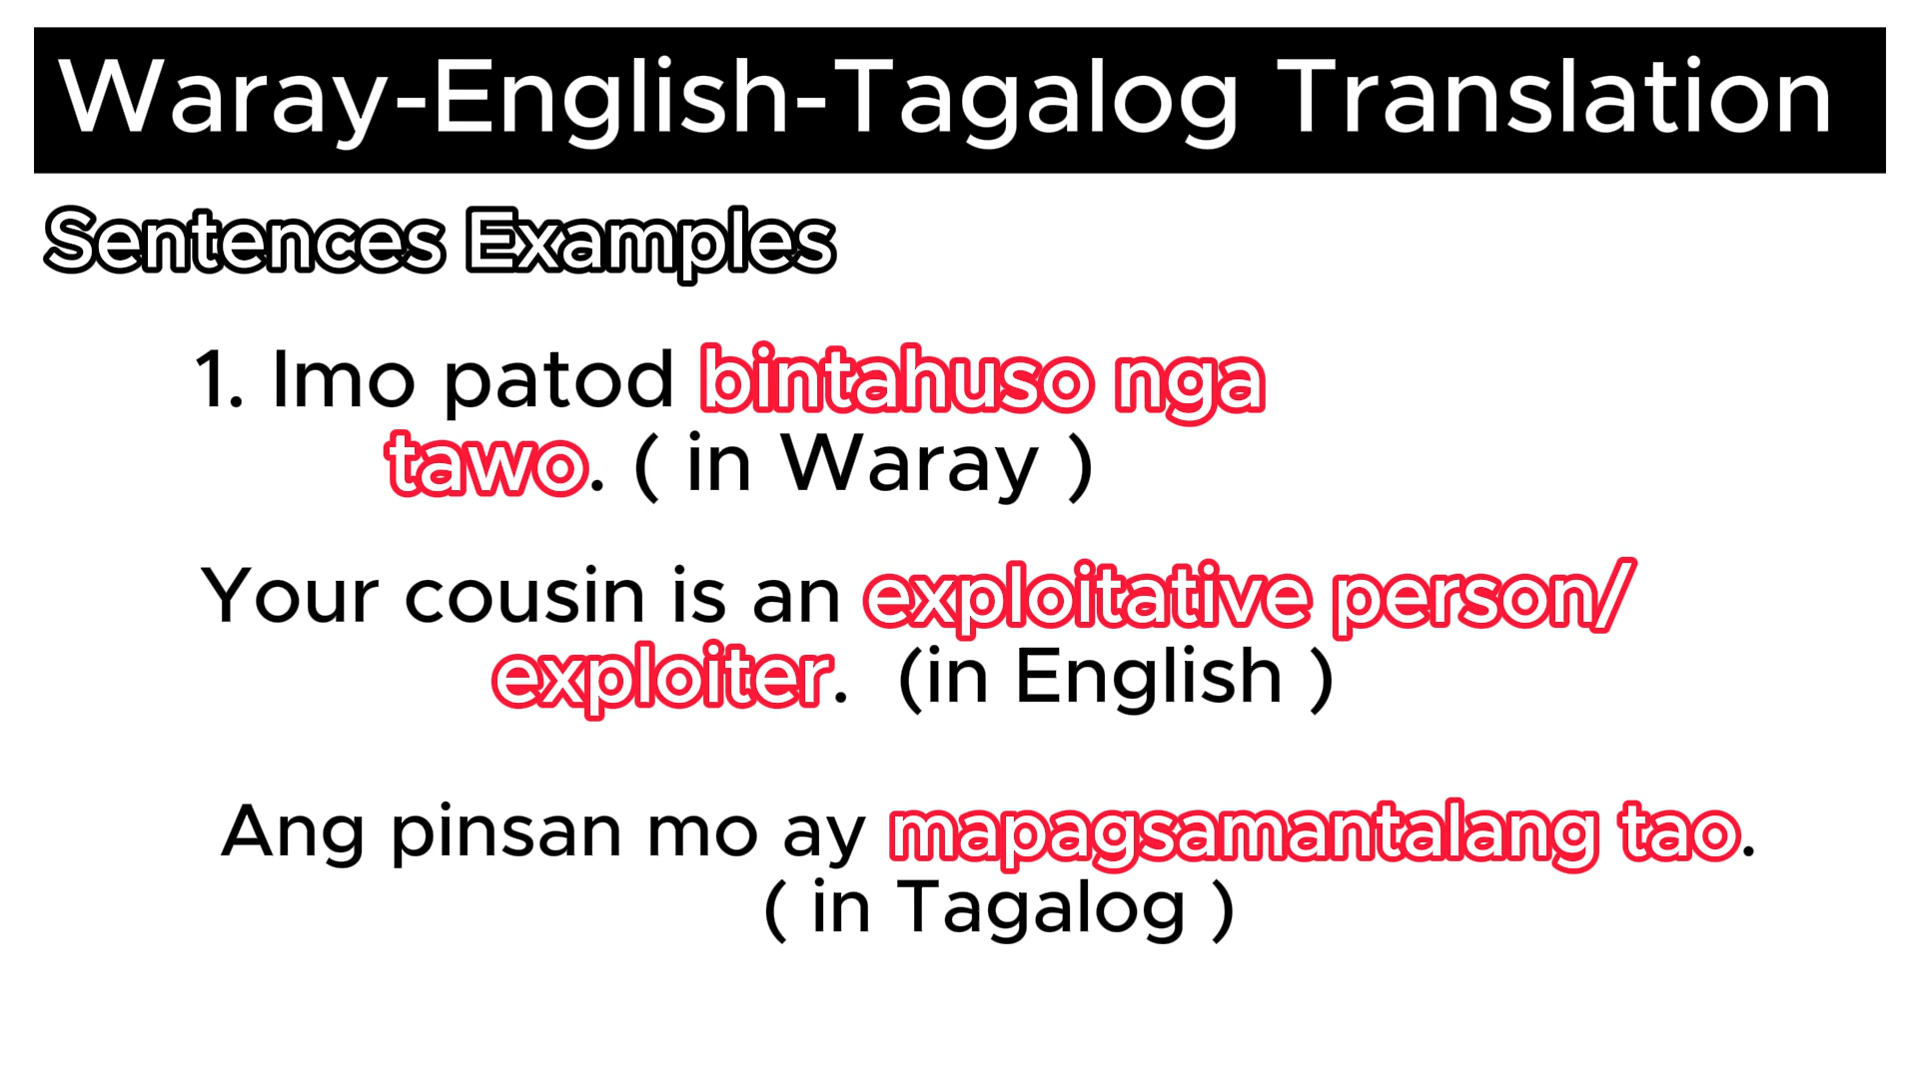 Waray-English-Tagalog Translation
Sentences Examples
1. Imo patod bintahuso nga
tawo. ( in Waray )
Your cousin is an exploitative person/
exploiter. (in English )
Ang pinsan mo ay mapagsamantalang tao.
( in Tagalog )